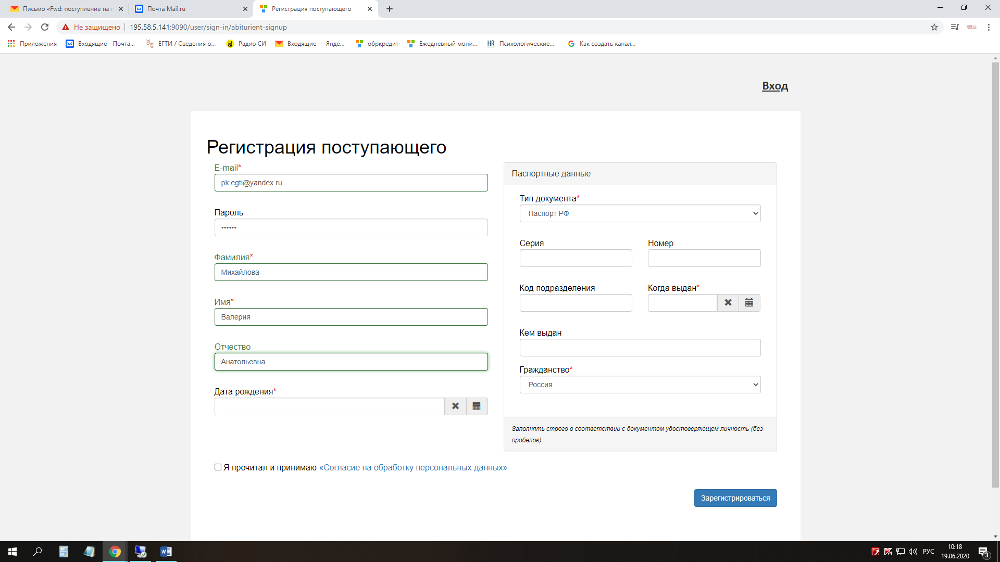 Письмо «Fwd: поступление на п
Почта Mail.ru
Регистрация поступающего
Не защищено
195.58.5.141:9090/user/sign-in/abiturient-signup
Приложения
Входящие - Почта...
ЕГТИ / Сведения о...
Радио СИ
Входящие — Янде...
обркредит
Ежедневный мони...
HR
Психологические...
Как создать канал...
Вход
Регистрация поступающего
E-mail*
pk.egti@yandex.ru
Пароль
••••••
Фамилия*
Михайлова
Имя*
Валерия
Отчество
Анатольевна
Дата рождения*
Паспортные данные
Тип документа*
Паспорт РФ
Серия
Номер
Код подразделения
Когда выдан*
Кем выдан
Гражданство*
Россия
Заполнять строго в соответствии с документом удостоверяющем личность (без
пробелов)
Я прочитал и принимаю «Согласие на обработку персональных данных»
Зарегистрироваться
РУС
10:18
19.06.2020
3